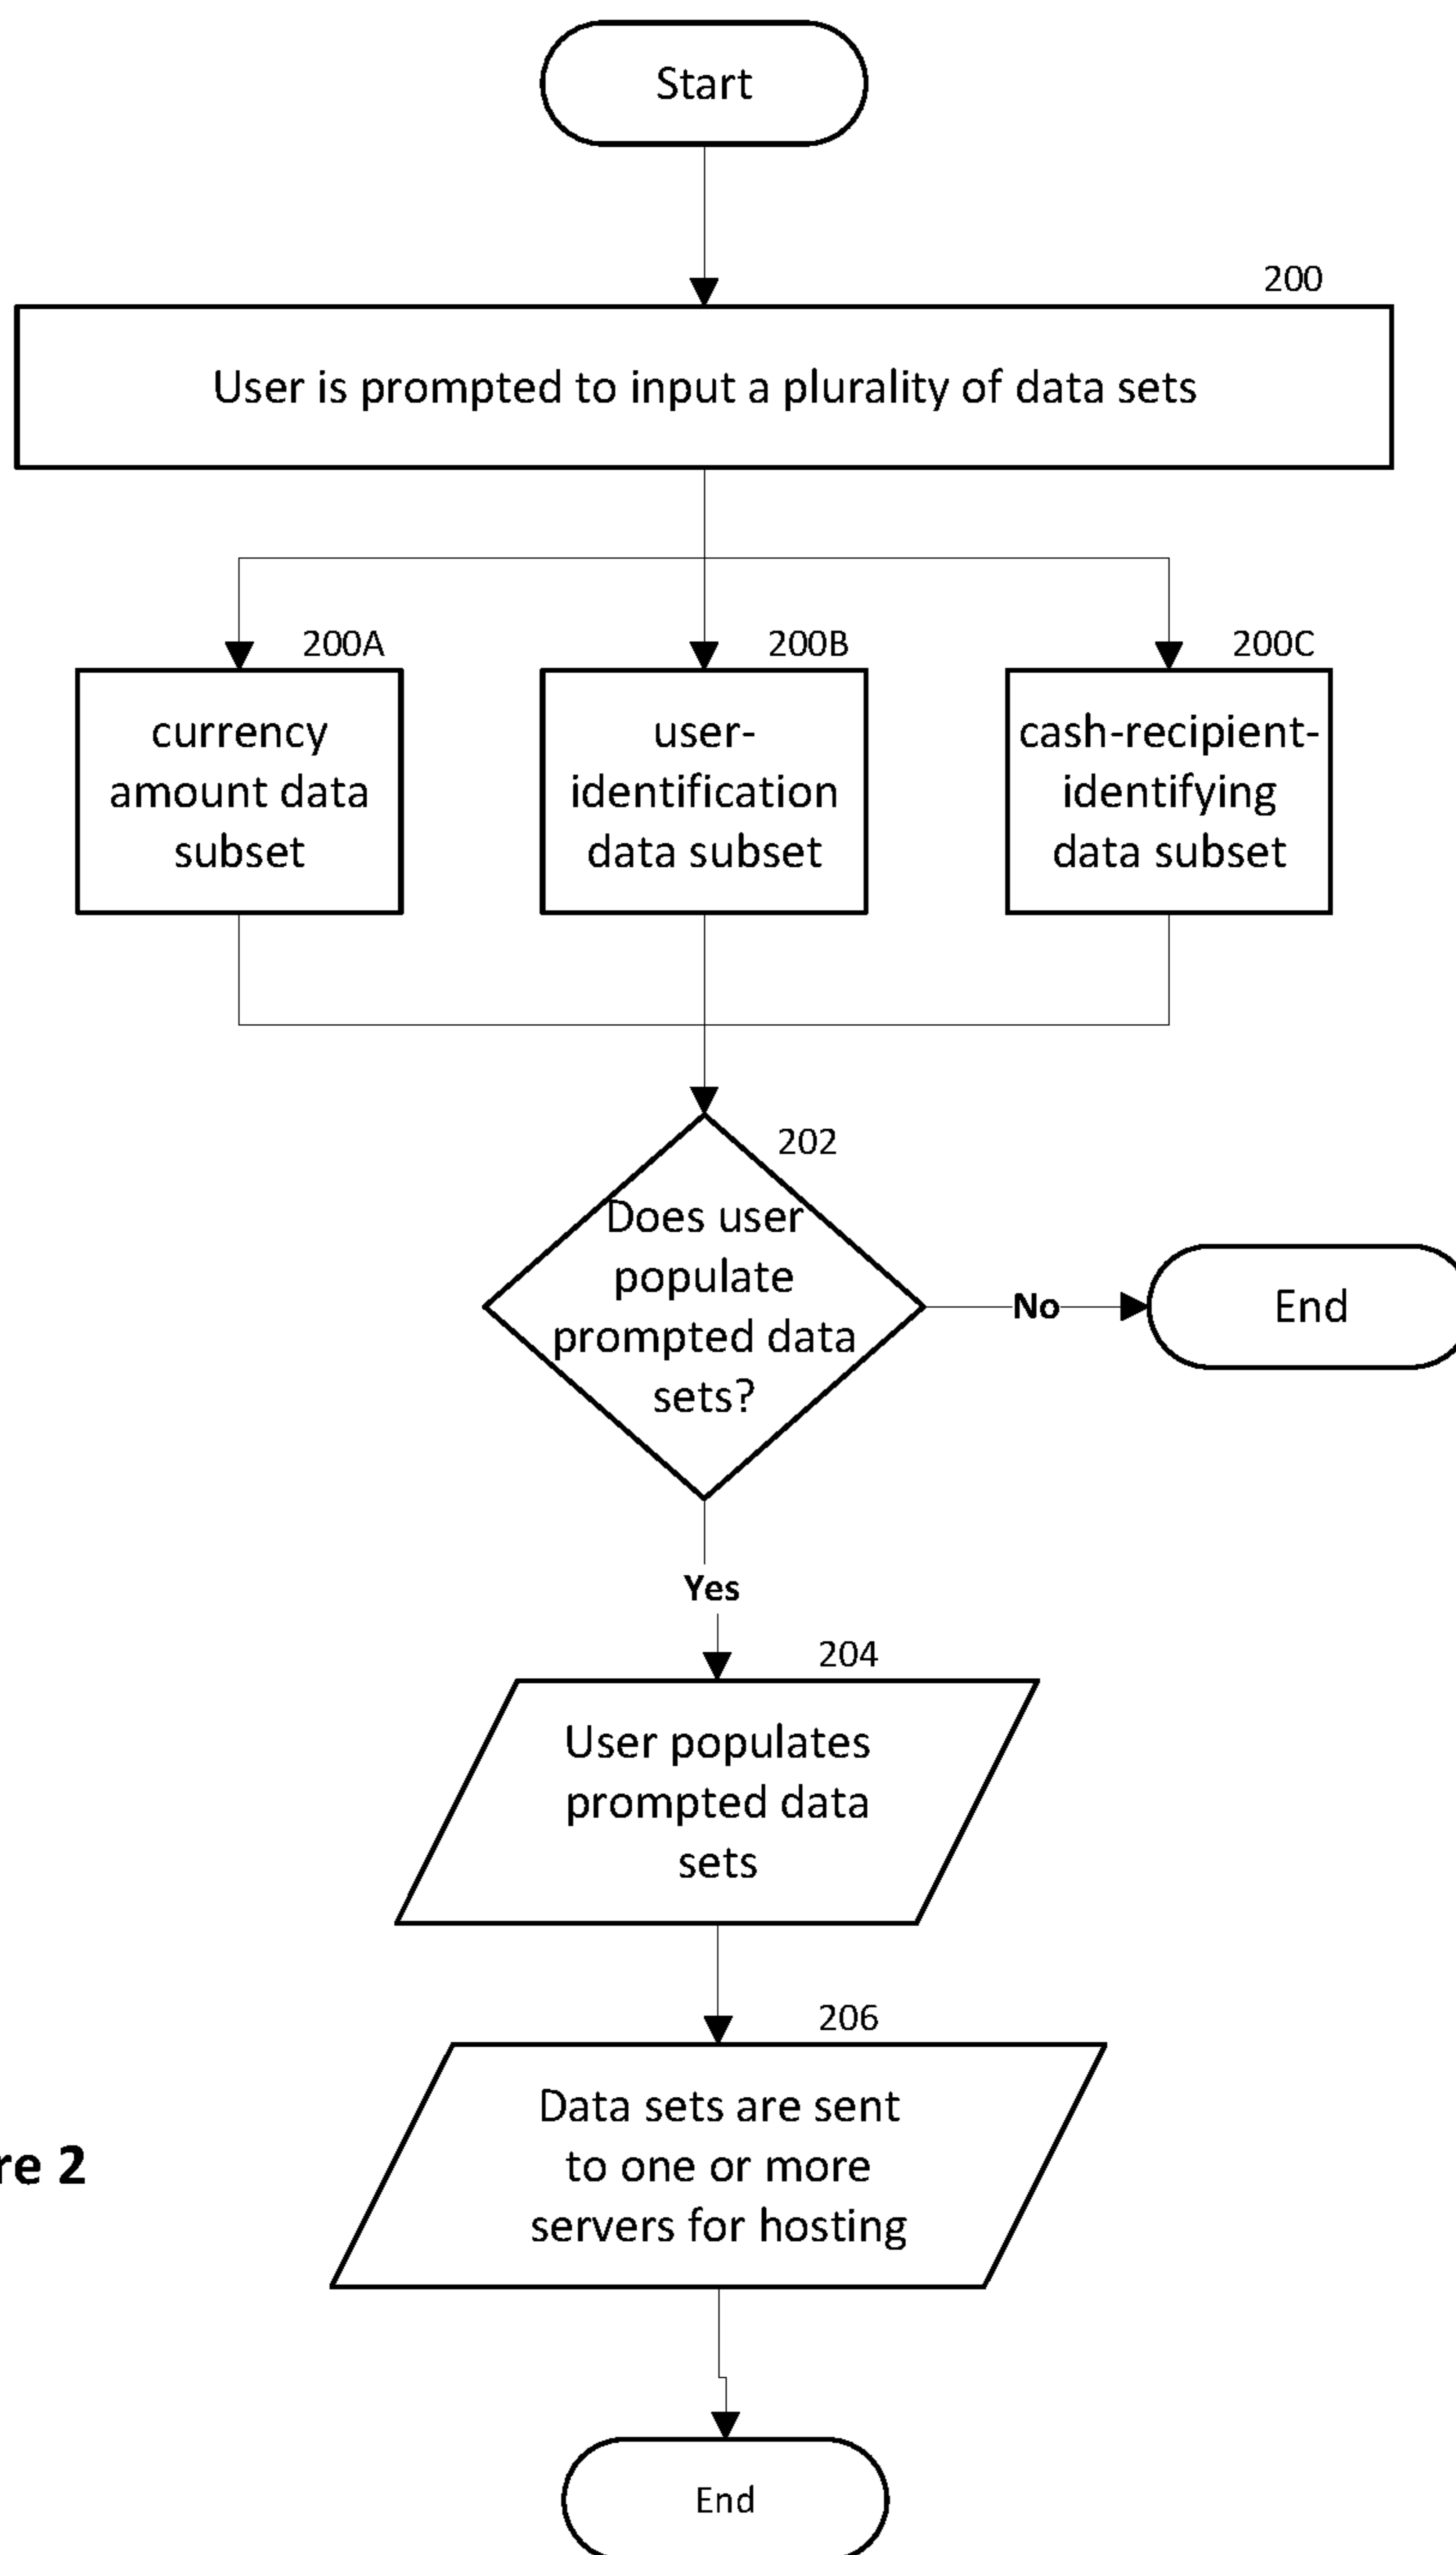 Start
200
User is prompted to input a plurality of data sets
200A
200B
200C
currency
amount data
subset
user-
identification
data subset
cash-recipient-
identifying
data subset
202
Does user
populate
prompted data
sets?
No
End
Yes
204
User populates
prompted data
sets
206
Data sets are sent
to one or more
servers for hosting
re 2
End